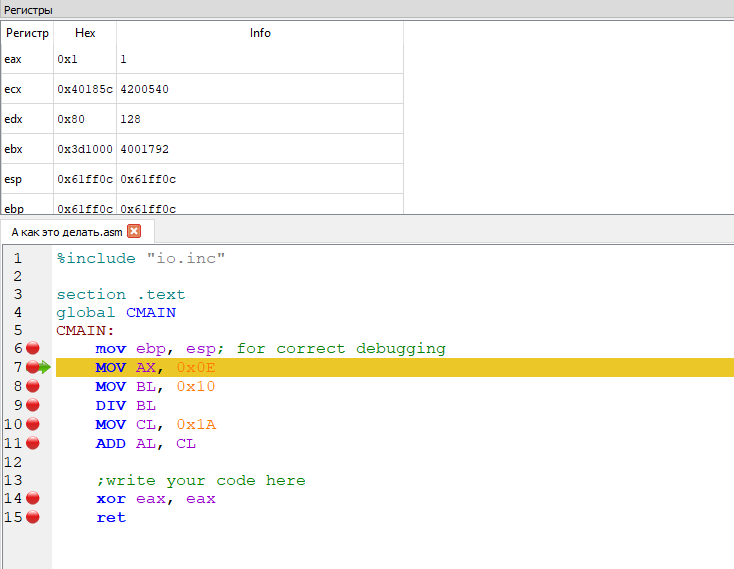 Регистры
Регистр Hex Info
eax 0x1 1
ecx 0x40185c 4200540
edx 0x80 128
ebx 0x3d1000 4001792
esp 0x61ff0c 0x61ff0c
ebp 0x61ff0c 0x61ff0c
А как это делать.asm
1 %include "io.inc"
2
3 section .text
4 global CMAIN
5 CMAIN:
6 mov ebp, esp; for correct debugging
7 MOV AX, 0x0E
8 MOV BL, 0x10
9 DIV BL
10 MOV CL, 0x1A
11 ADD AL, CL
12
13 ;write your code here
14 xor eax, eax
15 ret